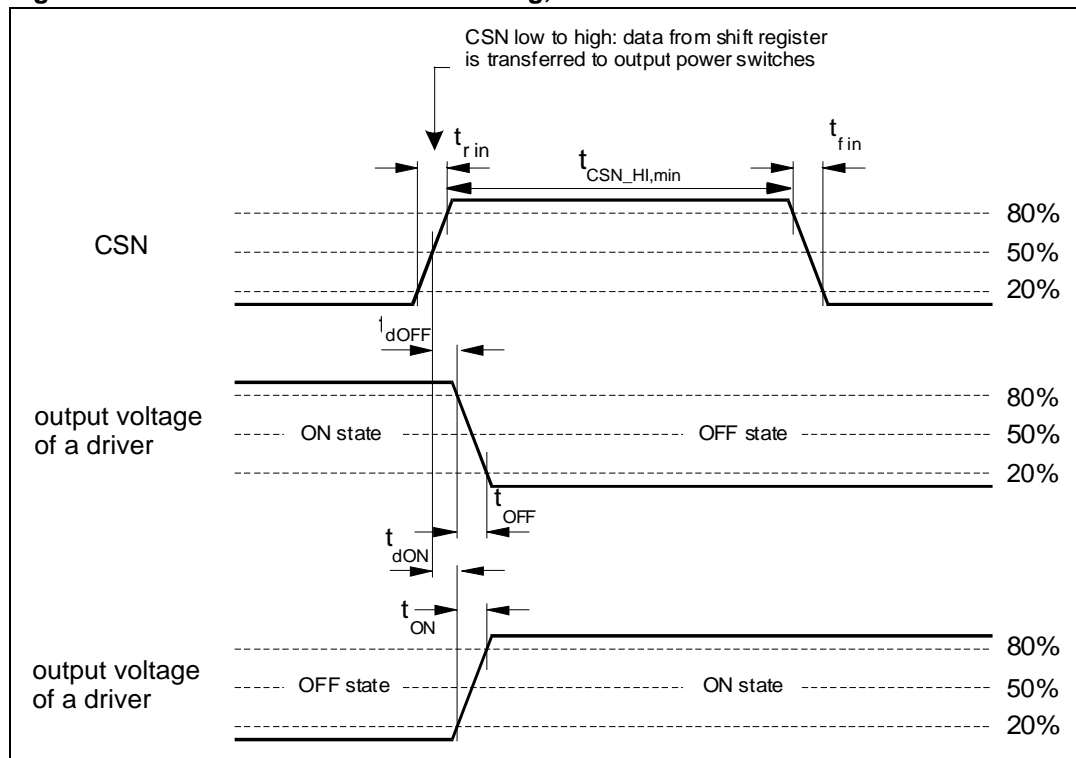 CSN low to high: data from shift register
is transferred to output power switches
t r in
t CSN_HI,min
t f in
CSN
80%
50%
20%
t dOFF
output voltage
of a driver
ON state
OFF state
80%
50%
20%
t OFF
t dON
t ON
output voltage
of a driver
OFF state
ON state
80%
50%
20%